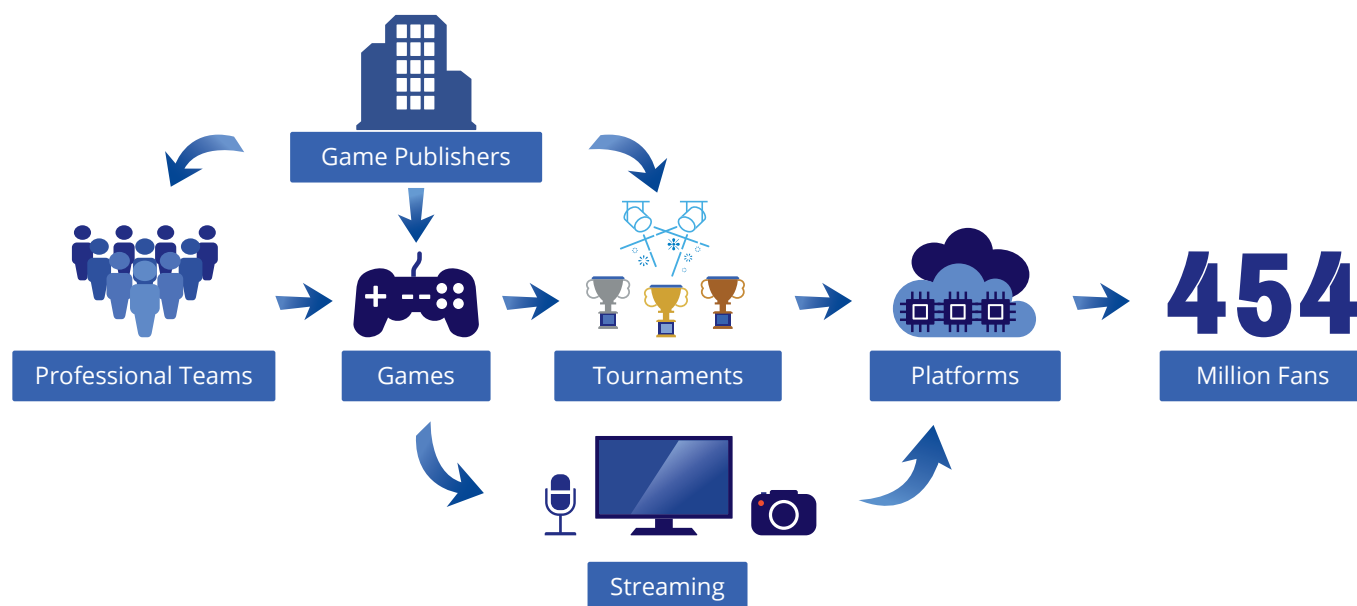 Game Publishers
454
Professional Teams
Games
Tournaments
Platforms
Million Fans
Streaming